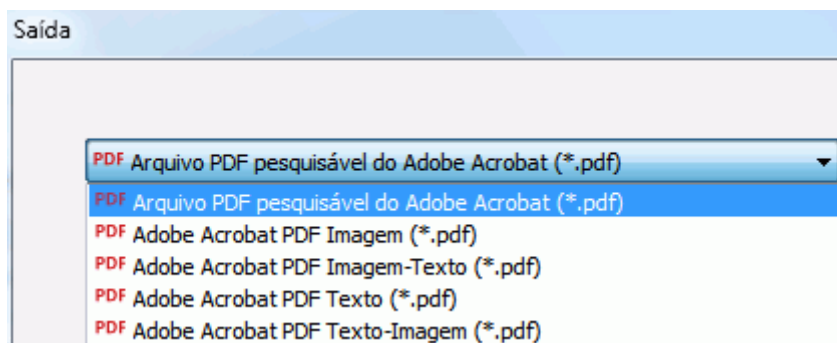 Saída
PDF Arquivo PDF pesquisável do Adobe Acrobat (*.pdf)
PDF Arquivo PDF pesquisável do Adobe Acrobat (*.pdf)
PDF Adobe Acrobat PDF Imagem (*.pdf)
PDF Adobe Acrobat PDF Imagem-Texto (*.pdf)
PDF Adobe Acrobat PDF Texto (*.pdf)
PDF Adobe Acrobat PDF Texto-Imagem (*.pdf)